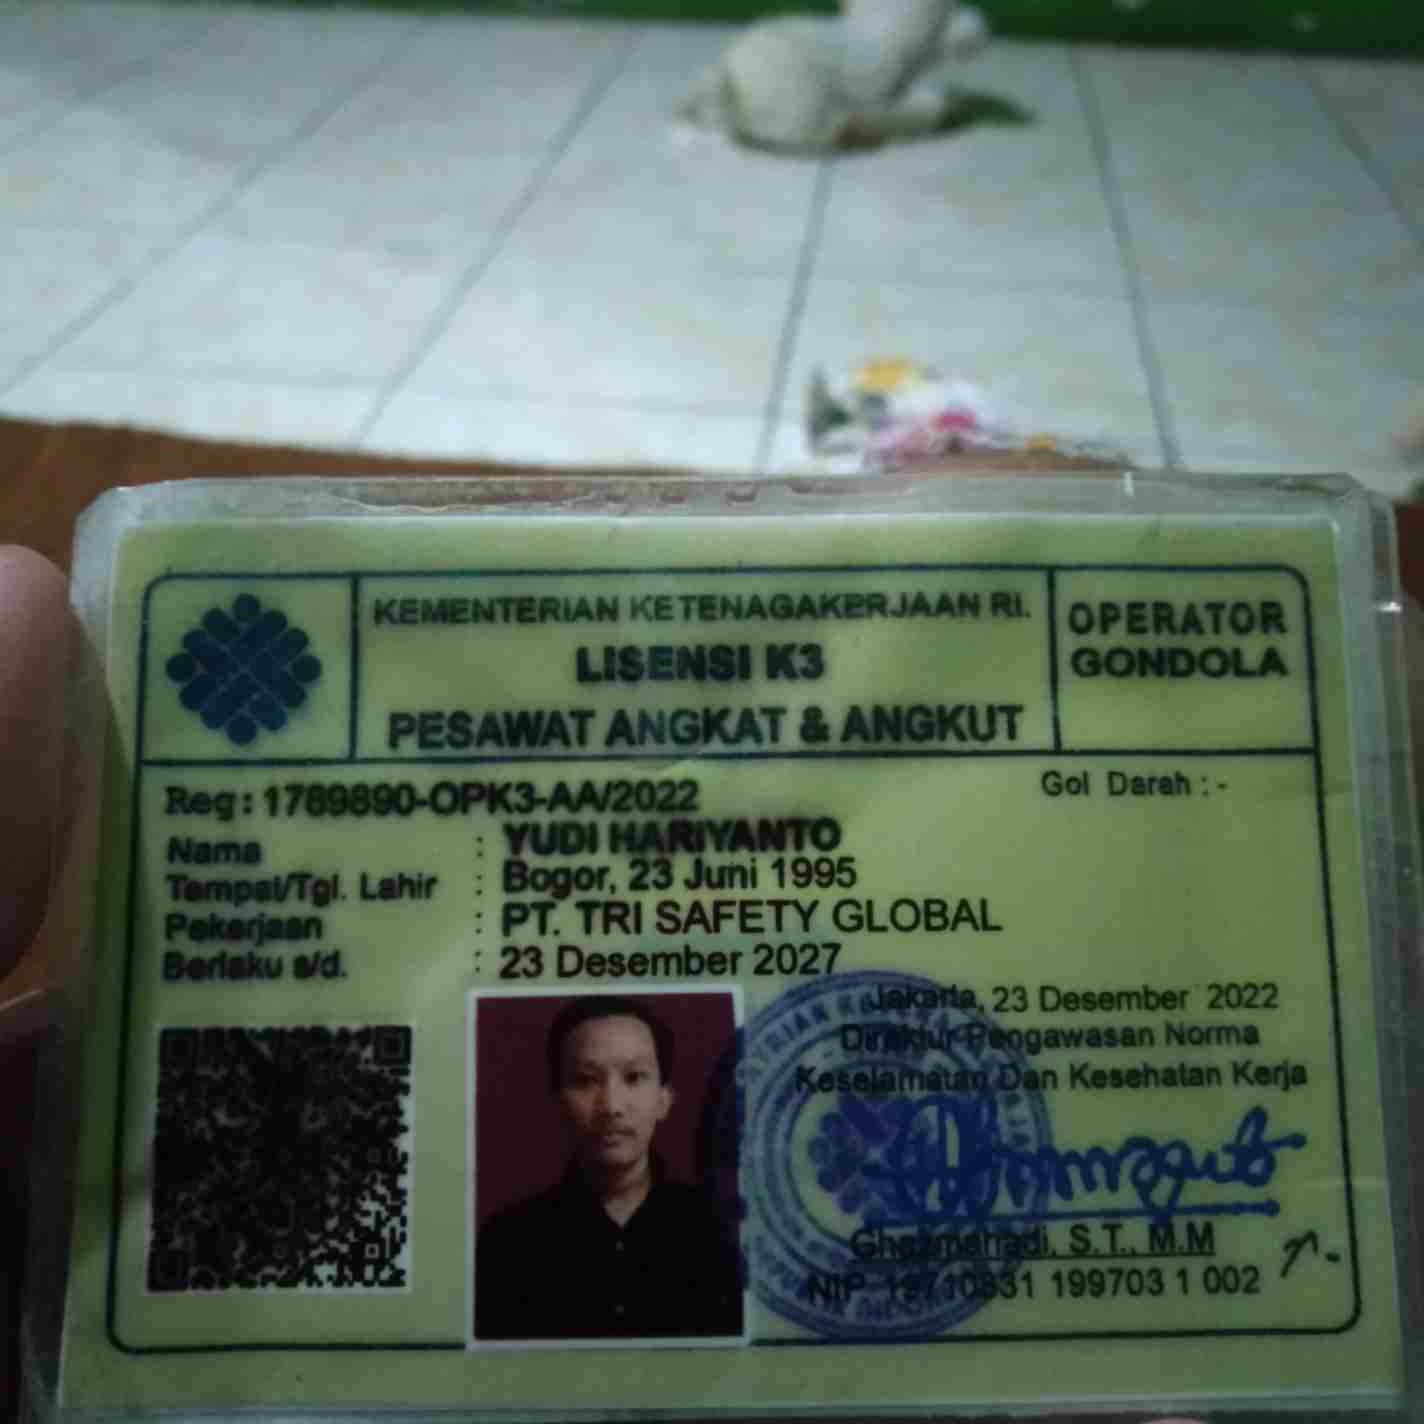 KEMENTERIAN KETENAGAKERJAAN RI.
LISENSI K3
PESAWAT ANGKAT & ANGKUT
OPERATOR
GONDOLA
Reg : 1789890-OPK3-AA/2022
Gol Darah : -
Nama : YUDI HARIYANTO
Tempat/Tgl. Lahir : Bogor, 23 Juni 1995
Pekerjaan : PT. TRI SAFETY GLOBAL
Berlaku s/d. : 23 Desember 2027
Jakarta, 23 Desember 2022
Direktur Pengawasan Norma
Keselamatan Dan Kesehatan Kerja
S.T., M.M
NIP 19710831 199703 1 002